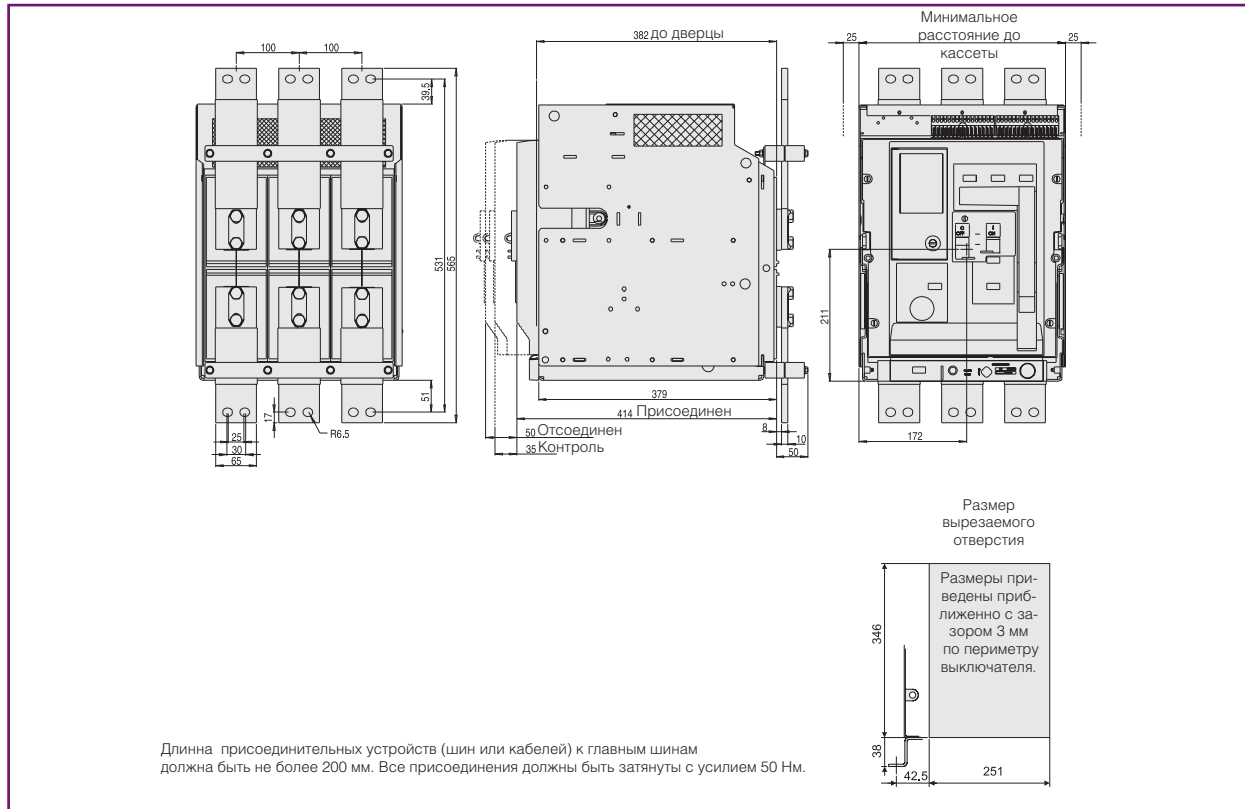 100
100
39.5
531
565
51
17
R6.5
25
30
65
382 до дверцы
379
414 Присоединен
50 Отсоединен
35 Контроль
8
10
50
Минимальное
расстояние до
кассеты
25
25
OFF
ON
211
172
Размер
вырезаемого
отверстия
Размеры при-
ведены приб-
лиженно с за-
зором 3 мм
по периметру
выключателя.
346
38
42.5
251
Длинна присоединительных устройств (шин или кабелей) к главным шинам
должна быть не более 200 мм. Все присоединения должны быть затянуты с усилием 50 Нм.